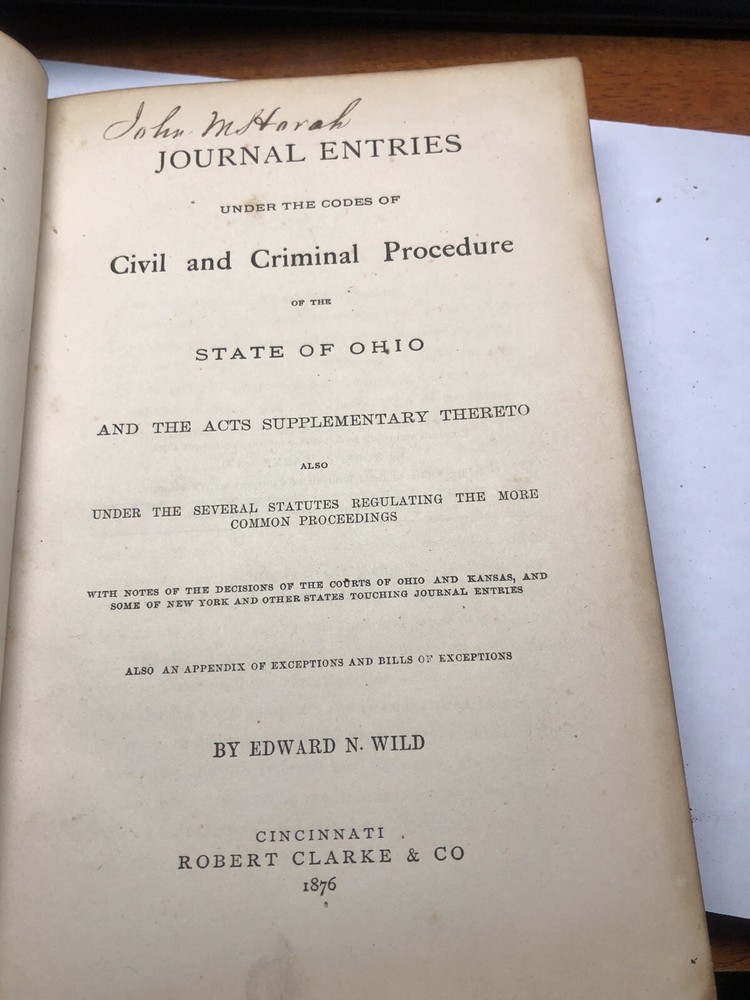 John McHorah
JOURNAL ENTRIES
UNDER THE CODES OF
Civil and Criminal Procedure
OF THE
STATE OF OHIO
AND THE ACTS SUPPLEMENTARY THERETO
ALSO
UNDER THE SEVERAL STATUTES REGULATING THE MORE
COMMON PROCEEDINGS
WITH NOTES OF THE DECISIONS OF THE COURTS OF OHIO AND KANSAS, AND
SOME OF NEW YORK AND OTHER STATES TOUCHING JOURNAL ENTRIES
ALSO AN APPENDIX OF EXCEPTIONS AND BILLS OF EXCEPTIONS
BY EDWARD N. WILD
CINCINNATI
ROBERT CLARKE & CO
1876